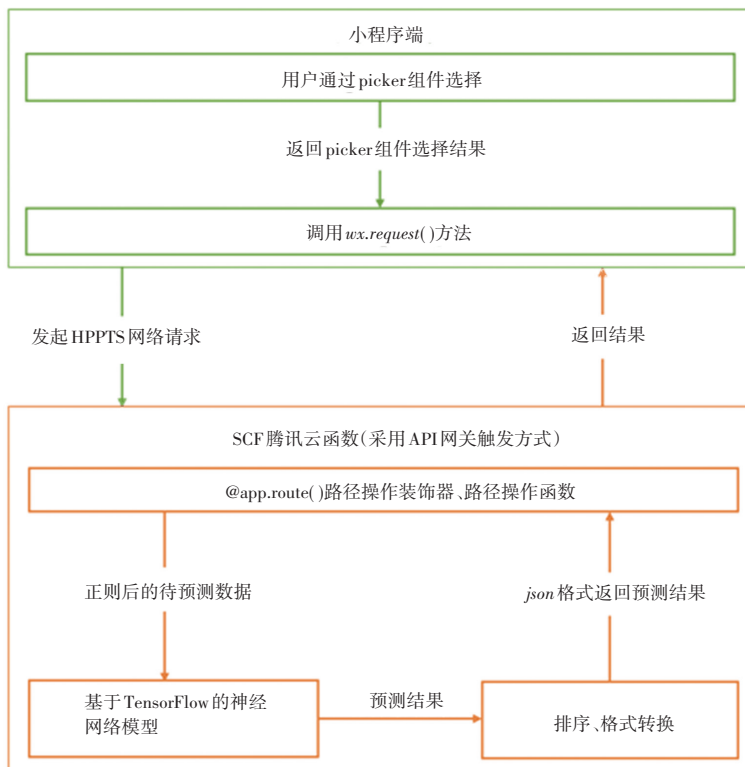 小程序端
用户通过picker组件选择
返回picker组件选择结果
调用wx.request()方法
发起HPPTS网络请求
返回结果
SCF腾讯云函数(采用API网关触发方式)
@app.route()路径操作装饰器、路径操作函数
正则后的待预测数据
json格式返回预测结果
基于TensorFlow的神经
网络模型
预测结果
排序、格式转换